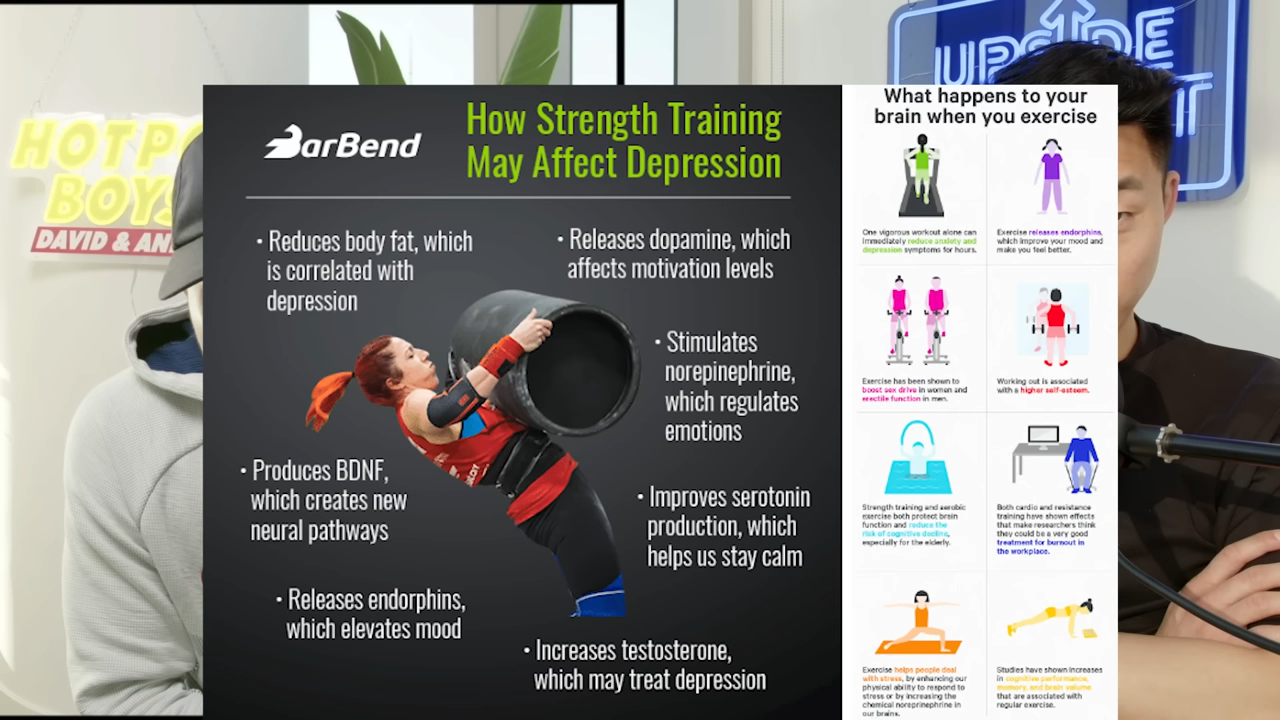 HOTPO
BOYS
DAVID & AN
UPSIDE
BarBend
How Strength Training
May Affect Depression
• Reduces body fat, which
is correlated with
depression
• Releases dopamine, which
affects motivation levels
• Stimulates
norepinephrine,
which regulates
emotions
• Produces BDNF,
which creates new
neural pathways
• Improves serotonin
production, which
helps us stay calm
• Releases endorphins,
which elevates mood
• Increases testosterone,
which may treat depression
What happens to your
brain when you exercise
One vigorous workout alone can
immediately reduce anxiety and
depression symptoms for hours.
Exercise releases endorphins,
which improve your mood and
make you feel better.
Exercise has been shown to
boost sex drive in women and
erectile function in men.
Working out is associated
with a higher self-esteem.
Strength training and aerobic
exercise both protect brain
function and reduce the
risk of cognitive decline,
especially for the elderly.
Both cardio and resistance
training have shown effects
that make researchers think
they could be a very good
treatment for burnout in
the workplace.
Exercise helps people deal
with stress, by enhancing our
physical ability to respond to
stress or by increasing the
chemical norepinephrine in
our brains.
Studies have shown increases
in cognitive performance,
memory, and brain volume
that are associated with
regular exercise.